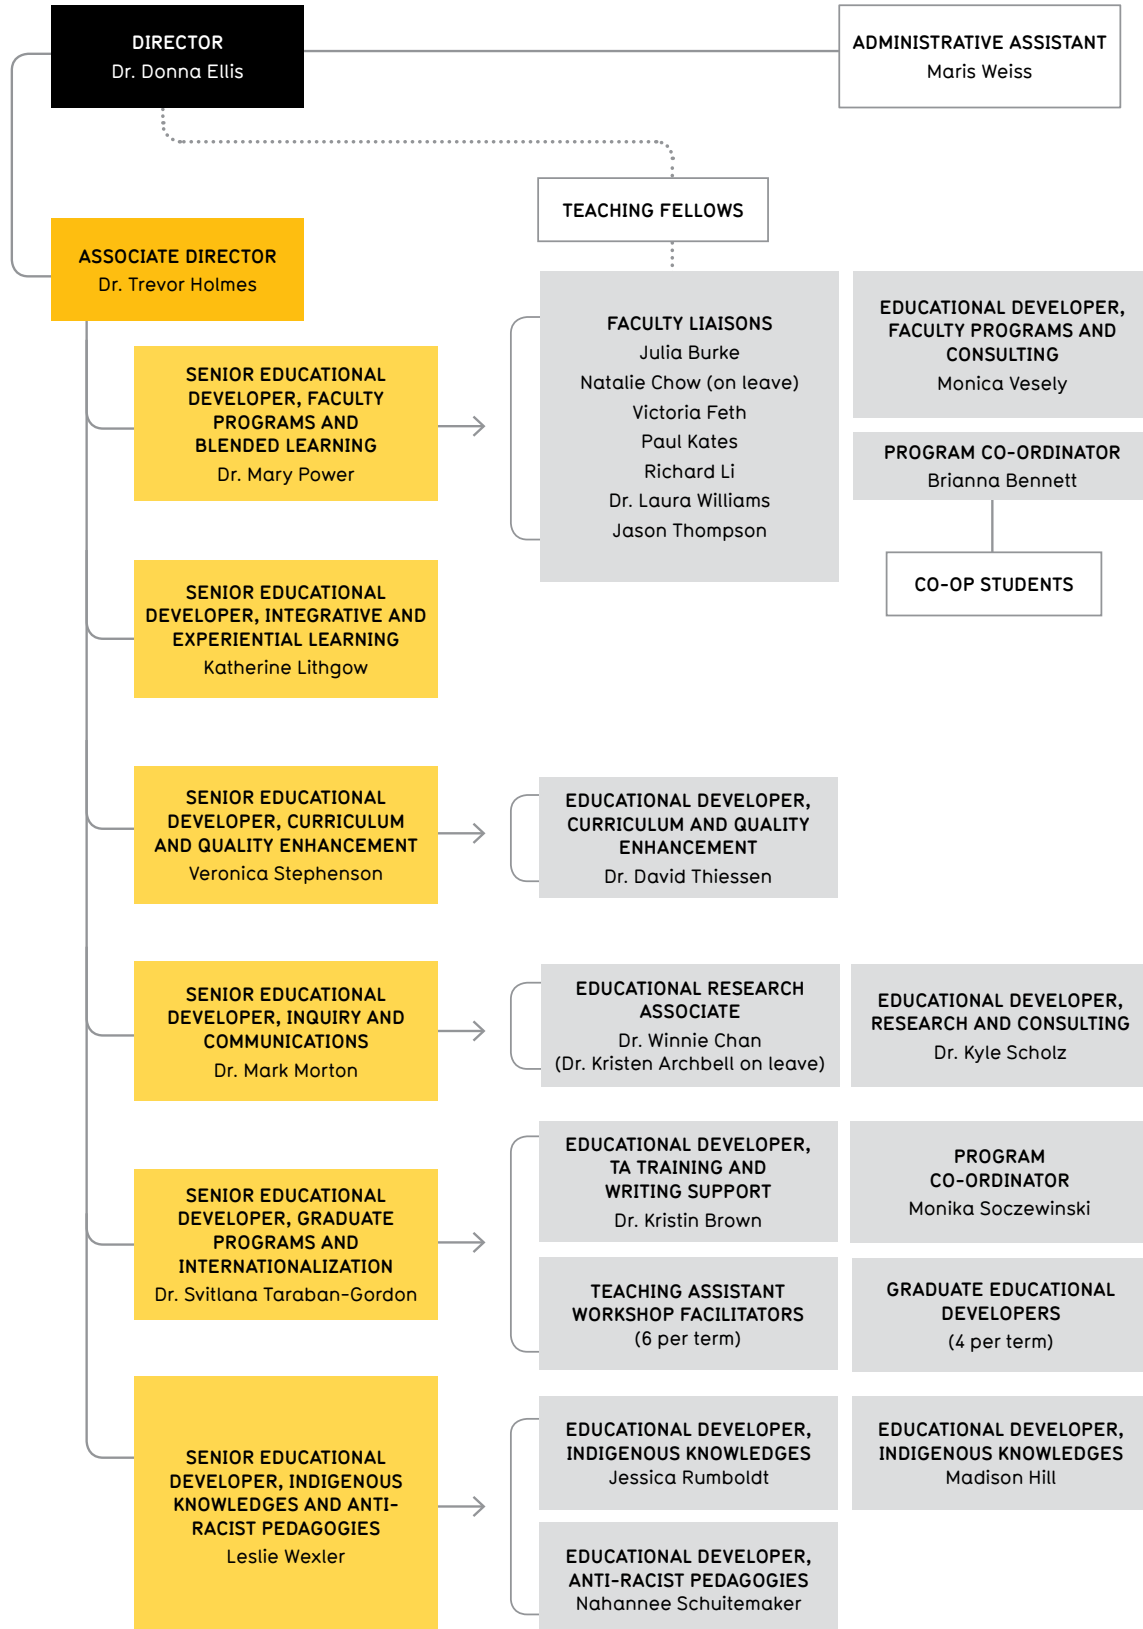 DIRECTOR
Dr. Donna Ellis
ADMINISTRATIVE ASSISTANT
Maris Weiss
TEACHING FELLOWS
ASSOCIATE DIRECTOR
Dr. Trevor Holmes
SENIOR EDUCATIONAL
DEVELOPER, FACULTY
PROGRAMS AND
BLENDED LEARNING
Dr. Mary Power
FACULTY LIAISONS
Julia Burke
Natalie Chow (on leave)
Victoria Feth
Paul Kates
Richard Li
Dr. Laura Williams
Jason Thompson
EDUCATIONAL DEVELOPER,
FACULTY PROGRAMS AND
CONSULTING
Monica Vesely
PROGRAM CO-ORDINATOR
Brianna Bennett
CO-OP STUDENTS
SENIOR EDUCATIONAL
DEVELOPER, INTEGRATIVE AND
EXPERIENTIAL LEARNING
Katherine Lithgow
SENIOR EDUCATIONAL
DEVELOPER, CURRICULUM
AND QUALITY ENHANCEMENT
Veronica Stephenson
EDUCATIONAL DEVELOPER,
CURRICULUM AND QUALITY
ENHANCEMENT
Dr. David Thiessen
SENIOR EDUCATIONAL
DEVELOPER, INQUIRY AND
COMMUNICATIONS
Dr. Mark Morton
EDUCATIONAL RESEARCH
ASSOCIATE
Dr. Winnie Chan
(Dr. Kristen Archbell on leave)
EDUCATIONAL DEVELOPER,
RESEARCH AND CONSULTING
Dr. Kyle Scholz
SENIOR EDUCATIONAL
DEVELOPER, GRADUATE
PROGRAMS AND
INTERNATIONALIZATION
Dr. Svitlana Taraban-Gordon
EDUCATIONAL DEVELOPER,
TA TRAINING AND
WRITING SUPPORT
Dr. Kristin Brown
PROGRAM
CO-ORDINATOR
Monika Soczewinski
TEACHING ASSISTANT
WORKSHOP FACILITATORS
(6 per term)
GRADUATE EDUCATIONAL
DEVELOPERS
(4 per term)
SENIOR EDUCATIONAL
DEVELOPER, INDIGENOUS
KNOWLEDGES AND ANTI-
RACIST PEDAGOGIES
Leslie Wexler
EDUCATIONAL DEVELOPER,
INDIGENOUS KNOWLEDGES
Jessica Rumboldt
EDUCATIONAL DEVELOPER,
INDIGENOUS KNOWLEDGES
Madison Hill
EDUCATIONAL DEVELOPER,
ANTI-RACIST PEDAGOGIES
Nahannee Schuitemaker